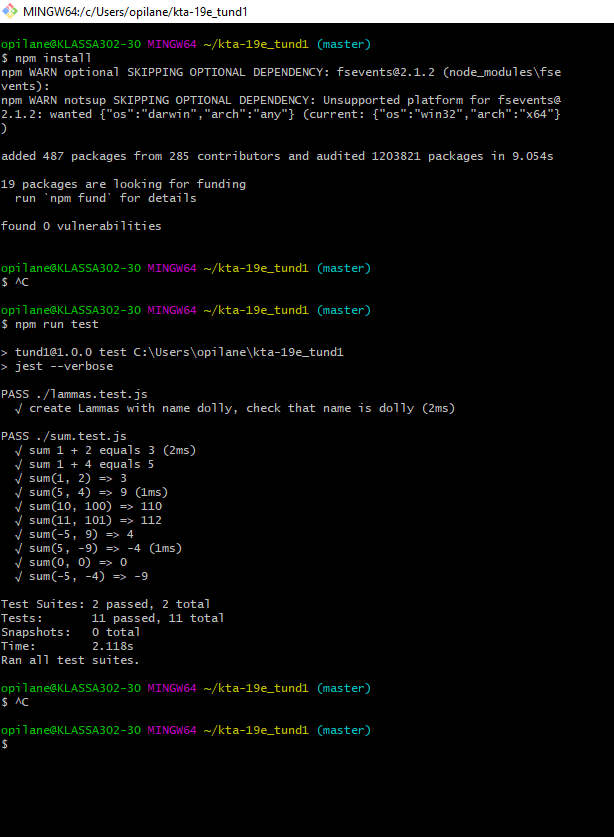 MINGW64:/c/Users/opilane/kta-19e_tund1
opilane@KLASSA302-30 MINGW64 ~/kta-19e_tund1 (master)
$ npm install
npm WARN optional SKIPPING OPTIONAL DEPENDENCY: fsevents@2.1.2 (node_modules\fse
vents):
npm WARN notsup SKIPPING OPTIONAL DEPENDENCY: Unsupported platform for fsevents@
2.1.2: wanted {"os":"darwin","arch":"any"} (current: {"os":"win32","arch":"x64"}
)
added 487 packages from 285 contributors and audited 1203821 packages in 9.054s
19 packages are looking for funding
  run `npm fund` for details
found 0 vulnerabilities
opilane@KLASSA302-30 MINGW64 ~/kta-19e_tund1 (master)
$ ^C
opilane@KLASSA302-30 MINGW64 ~/kta-19e_tund1 (master)
$ npm run test
> tund1@1.0.0 test C:\Users\opilane\kta-19e_tund1
> jest --verbose
PASS ./lammas.test.js
  √ create Lammas with name dolly, check that name is dolly (2ms)
PASS ./sum.test.js
  √ sum 1 + 2 equals 3 (2ms)
  √ sum 1 + 4 equals 5
  √ sum(1, 2) => 3
  √ sum(5, 4) => 9 (1ms)
  √ sum(10, 100) => 110
  √ sum(11, 101) => 112
  √ sum(-5, 9) => 4
  √ sum(5, -9) => -4 (1ms)
  √ sum(0, 0) => 0
  √ sum(-5, -4) => -9
Test Suites: 2 passed, 2 total
Tests:       11 passed, 11 total
Snapshots:   0 total
Time:        2.118s
Ran all test suites.
opilane@KLASSA302-30 MINGW64 ~/kta-19e_tund1 (master)
$ ^C
opilane@KLASSA302-30 MINGW64 ~/kta-19e_tund1 (master)
$